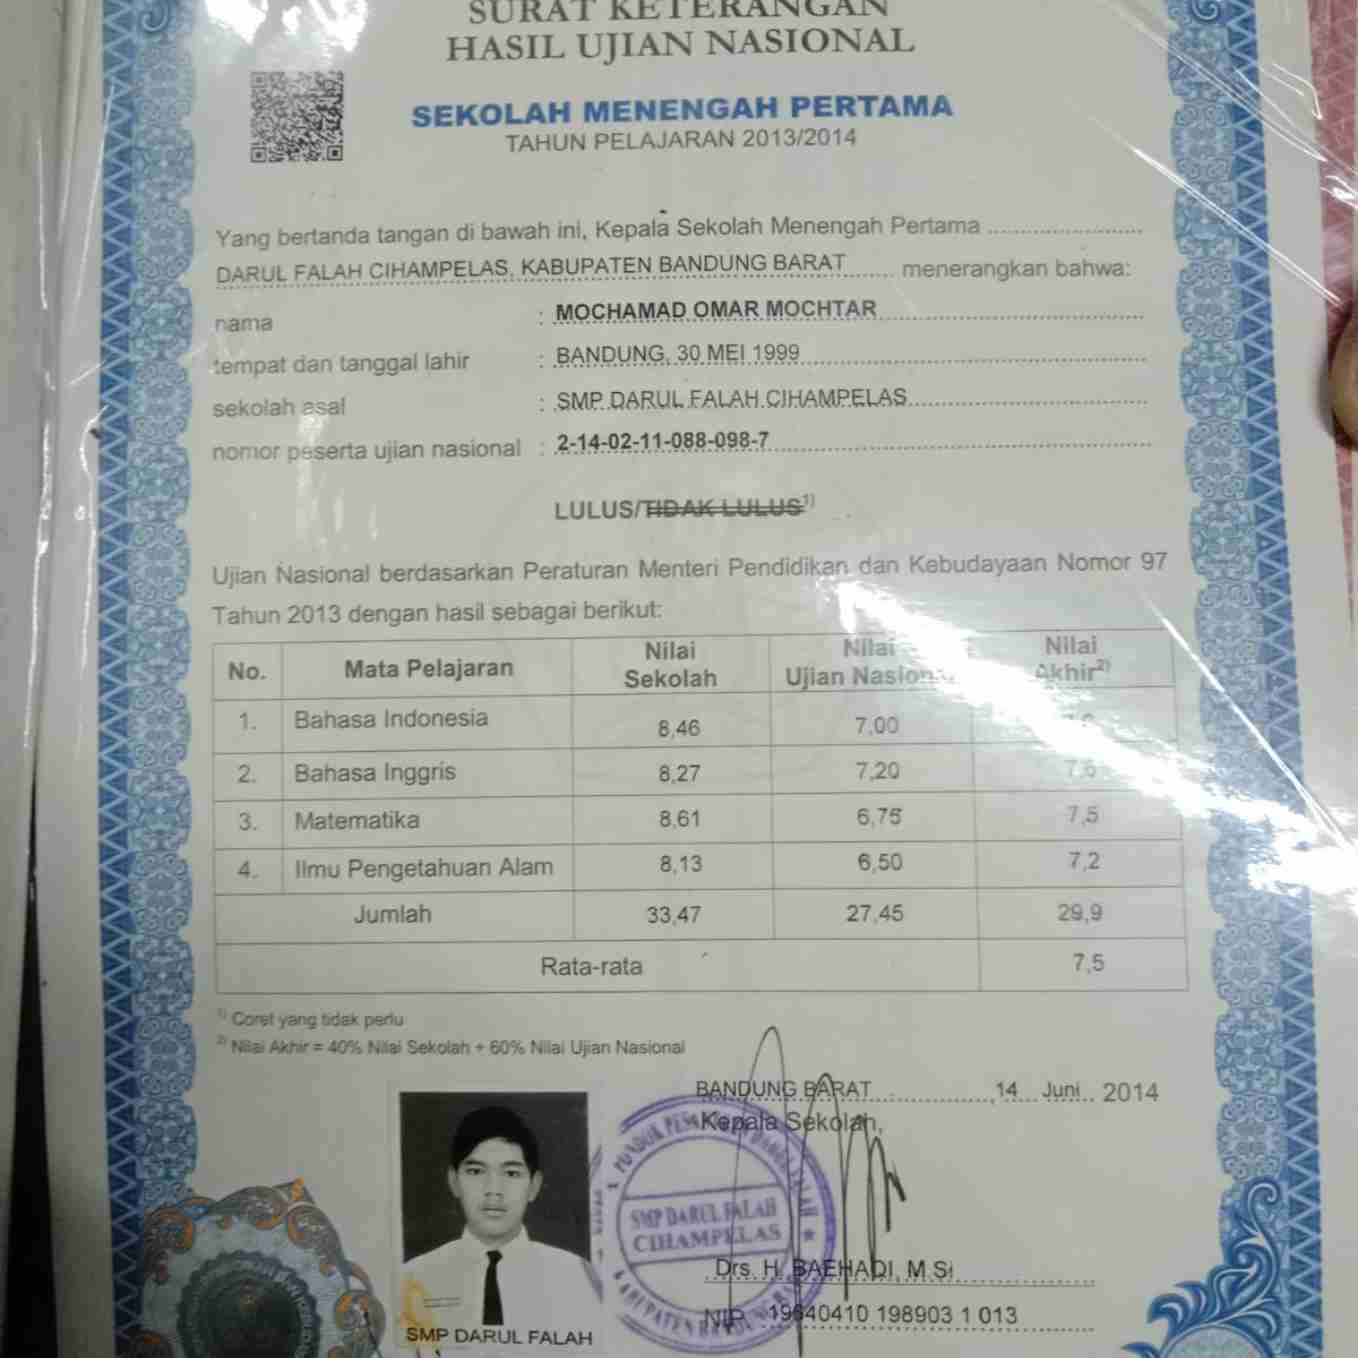 SURAT KETERANGAN
HASIL UJIAN NASIONAL
SEKOLAH MENENGAH PERTAMA
TAHUN PELAJARAN 2013/2014
Yang bertanda tangan di bawah ini, Kepala Sekolah Menengah Pertama
DARUL FALAH CIHAMPELAS, KABUPATEN BANDUNG BARAT menerangkan bahwa:
nama : MOCHAMAD OMAR MOCHTAR
tempat dan tanggal lahir : BANDUNG, 30 MEI 1999
sekolah asal : SMP DARUL FALAH CIHAMPELAS
nomor peserta ujian nasional : 2-14-02-11-088-098-7
LULUS/TIDAK LULUS1)
Ujian Nasional berdasarkan Peraturan Menteri Pendidikan dan Kebudayaan Nomor 97
Tahun 2013 dengan hasil sebagai berikut:
No. Mata Pelajaran Nilai Sekolah Nilai Ujian Nasional Nilai Akhir2)
1. Bahasa Indonesia 8,46 7,00
2. Bahasa Inggris 8,27 7,20 7,6
3. Matematika 8,61 6,75 7,5
4. Ilmu Pengetahuan Alam 8,13 6,50 7,2
Jumlah 33,47 27,45 29,9
Rata-rata 7,5
1) Coret yang tidak perlu
2) Nilai Akhir = 40% Nilai Sekolah + 60% Nilai Ujian Nasional
BANDUNG BARAT, 14 Juni 2014
Kepala Sekolah,
SMP DARUL FALAH
CIHAMPELAS
Drs. H. BAEHADI, M.Si
NIP. 19640410 198903 1 013
SMP DARUL FALAH